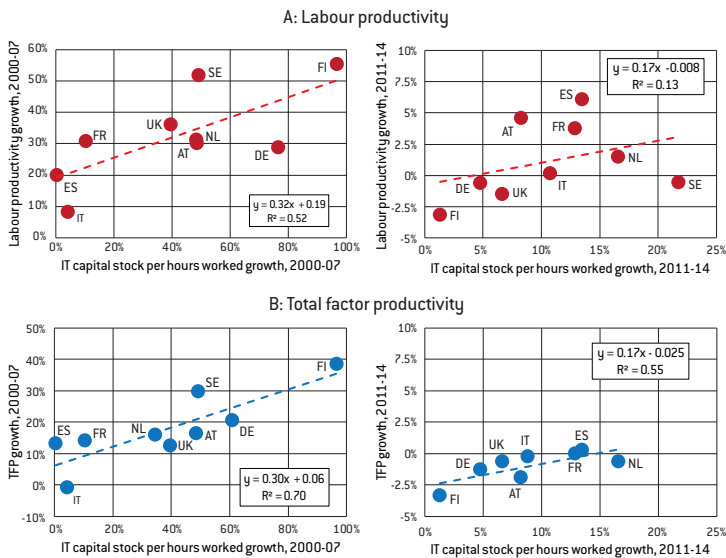 A: Labour productivity
Labour productivity growth, 2000-07
60%
50%
40%
30%
20%
10%
0%
FI
SE
UK
FR
NL
AT
DE
ES
IT
y = 0.32x + 0.19
R² = 0.52
0%
20%
40%
60%
80%
100%
IT capital stock per hours worked growth, 2000-07
Labour productivity growth, 2011-14
10%
7.5%
5%
2.5%
0%
-2.5%
-5%
y = 0.17x -0.008
R² = 0.13
ES
AT
FR
NL
DE
IT
UK
SE
FI
0%
5%
10%
15%
20%
25%
IT capital stock per hours worked growth, 2011-14
B: Total factor productivity
TFP growth, 2000-07
50%
40%
30%
20%
10%
0%
-10%
FI
SE
ES
FR
NL
AT
DE
UK
IT
y = 0.30x + 0.06
R² = 0.70
0%
20%
40%
60%
80%
100%
IT capital stock per hours worked growth, 2000-07
TFP growth, 2011-14
10%
7.5%
5%
2.5%
0%
-2.5%
-5%
y = 0.17x - 0.025
R² = 0.55
UK
IT
ES
DE
FR
NL
AT
FI
0%
5%
10%
15%
20%
25%
IT capital stock per hours worked growth, 2011-14